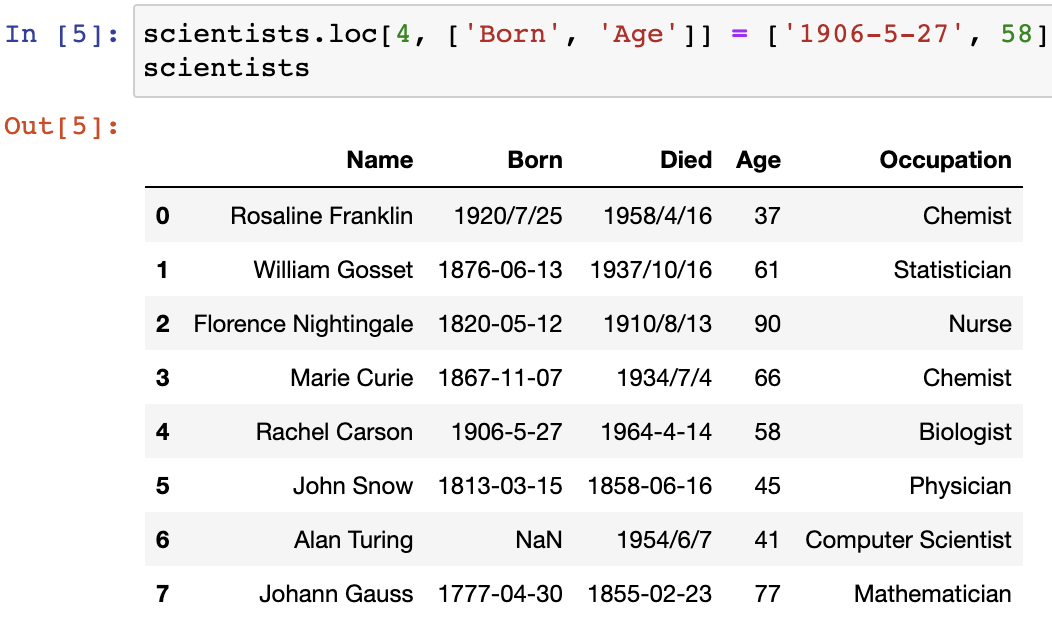 In [5]: scientists.loc[4, ['Born', 'Age']] = ['1906-5-27', 58]
scientists
Out[5]:
Name Born Died Age Occupation
0 Rosaline Franklin 1920/7/25 1958/4/16 37 Chemist
1 William Gosset 1876-06-13 1937/10/16 61 Statistician
2 Florence Nightingale 1820-05-12 1910/8/13 90 Nurse
3 Marie Curie 1867-11-07 1934/7/4 66 Chemist
4 Rachel Carson 1906-5-27 1964-4-14 58 Biologist
5 John Snow 1813-03-15 1858-06-16 45 Physician
6 Alan Turing NaN 1954/6/7 41 Computer Scientist
7 Johann Gauss 1777-04-30 1855-02-23 77 Mathematician